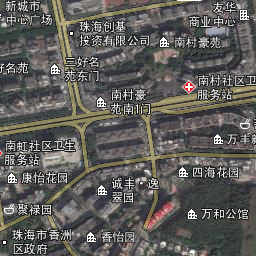 新城市
中心广场
友华
商业中心
珠海创基
投资有限公司
南村豪苑
好名苑
三好名
苑东门
南村社区卫
服务站
南村豪
苑南1门
万丰
南虹社区卫生
服务站
四海花园
康怡花园
诚丰·逸
翠园
聚禄园
万和公馆
珠海市香洲
区政府
香怡园